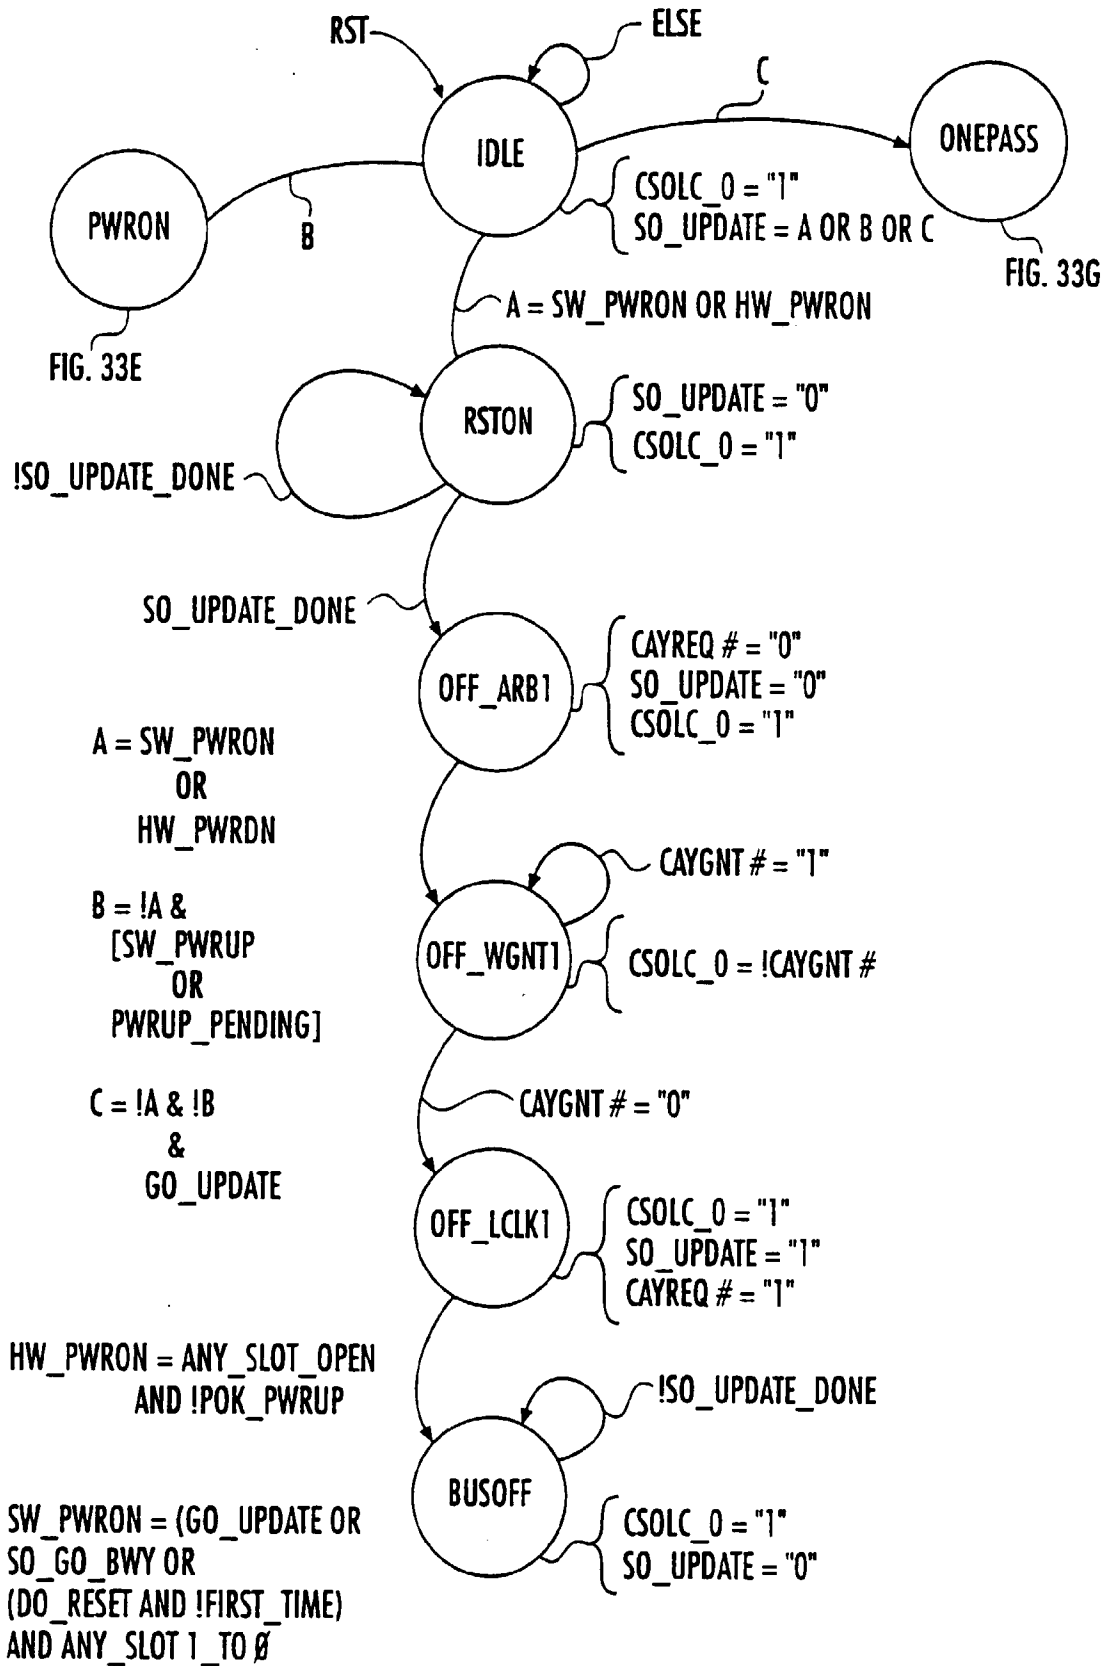 RST
ELSE
C
IDLE
ONEPASS
CSOLC_0 = "1"
SO_UPDATE = A OR B OR C
PWRON
B
FIG. 33G
A = SW_PWRON OR HW_PWRON
FIG. 33E
RSTON
SO_UPDATE = "0"
CSOLC_0 = "1"
!SO_UPDATE_DONE
SO_UPDATE_DONE
OFF_ARB1
CAYREQ # = "0"
SO_UPDATE = "0"
CSOLC_0 = "1"
A = SW_PWRON
OR
HW_PWRDN
CAYGNT # = "1"
B = !A &
[SW_PWRUP
OR
PWRUP_PENDING]
OFF_WGNT1
CSOLC_0 = !CAYGNT #
C = !A & !B
&
GO_UPDATE
CAYGNT # = "0"
OFF_LCLK1
CSOLC_0 = "1"
SO_UPDATE = "1"
CAYREQ # = "1"
HW_PWRON = ANY_SLOT_OPEN
AND !POK_PWRUP
!SO_UPDATE_DONE
BUSOFF
CSOLC_0 = "1"
SO_UPDATE = "0"
SW_PWRON = (GO_UPDATE OR
SO_GO_BWY OR
(DO_RESET AND !FIRST_TIME)
AND ANY_SLOT 1_TO Ø